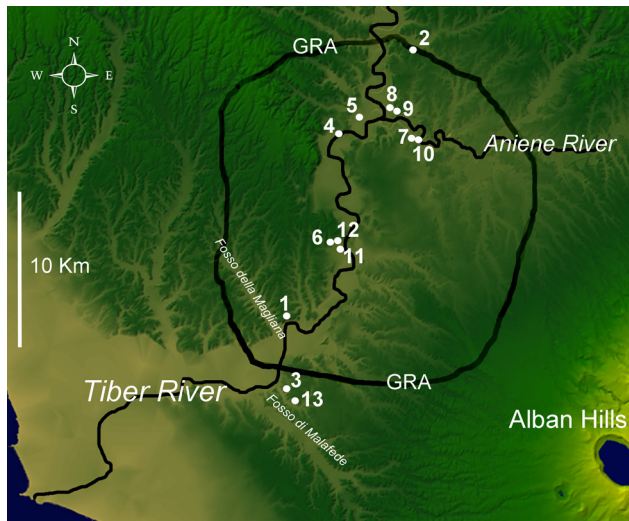 N
GRA
2
W
E
S
8
5
9
4
7
10
Aniene River
10 Km
6
12
11
Fosso della Magliana
1
GRA
Tiber River
3
13
Fosso di Malafede
Alban Hills